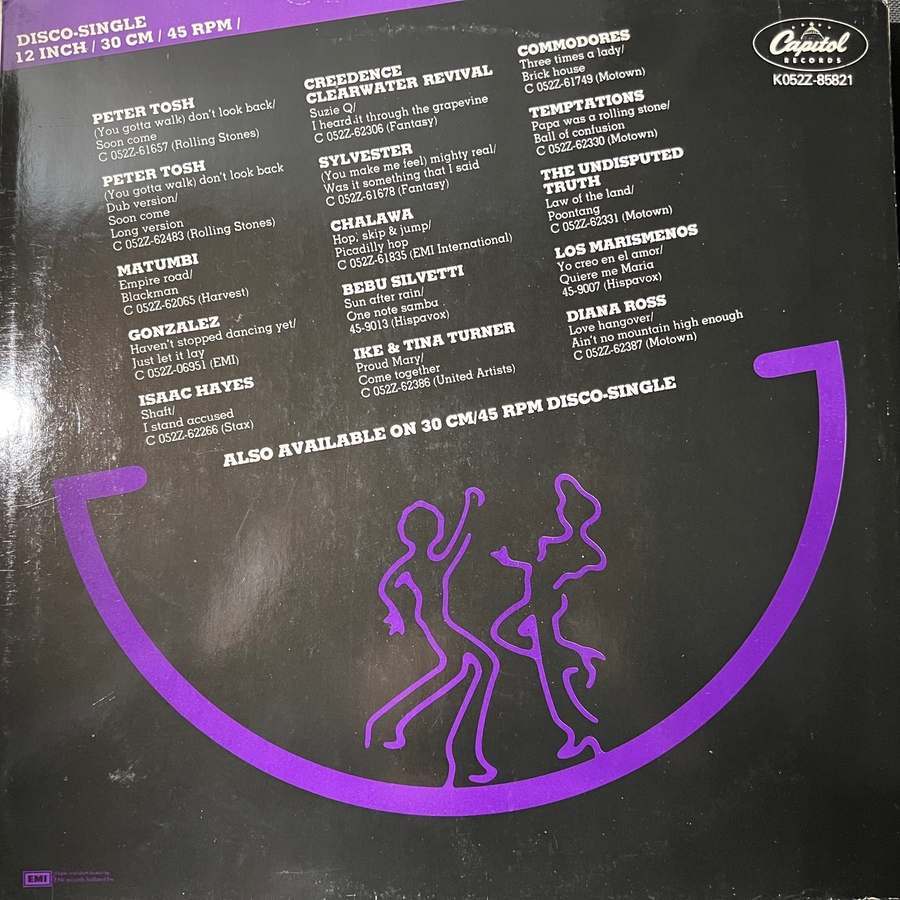 DISCO-SINGLE
12 INCH / 30 CM / 45 RPM /
Capitol
RECORDS
K052Z-85821
PETER TOSH
(You gotta walk) don't look back/
Soon come
C 052Z-61657 (Rolling Stones)
PETER TOSH
(You gotta walk) don't look back
Dub version/
Soon come
Long version
C 052Z-62483 (Rolling Stones)
MATUMBI
Empire road/
Blackman
C 052Z-62065 (Harvest)
GONZALEZ
Haven't stopped dancing yet/
Just let it lay
C 052Z-06951 (EMI)
ISAAC HAYES
Shaft/
I stand accused
C 052Z-62266 (Stax)
CREEDENCE
CLEARWATER REVIVAL
Suzie Q/
I heard it through the grapevine
C 052Z-62306 (Fantasy)
SYLVESTER
(You make me feel) mighty real/
Was it something that I said
C 052Z-61678 (Fantasy)
CHALAWA
Hop, skip & jump/
Picadilly hop
C 052Z-61835 (EMI International)
BEBU SILVETTI
Sun after rain/
One note samba
45-9013 (Hispavox)
IKE & TINA TURNER
Proud Mary/
Come together
C 052Z-62386 (United Artists)
COMMODORES
Three times a lady/
Brick house
C 052Z-61749 (Motown)
TEMPTATIONS
Papa was a rolling stone/
Ball of confusion
C 052Z-62330 (Motown)
THE UNDISPUTED
TRUTH
Law of the land/
Poontang
C 052Z-62331 (Motown)
LOS MARISMENOS
Yo creo en el amor/
Quiere me Maria
45-9007 (Hispavox)
DIANA ROSS
Love hangover/
Ain't no mountain high enough
C 052Z-62387 (Motown)
ALSO AVAILABLE ON 30 CM/45 RPM DISCO-SINGLE
EMI